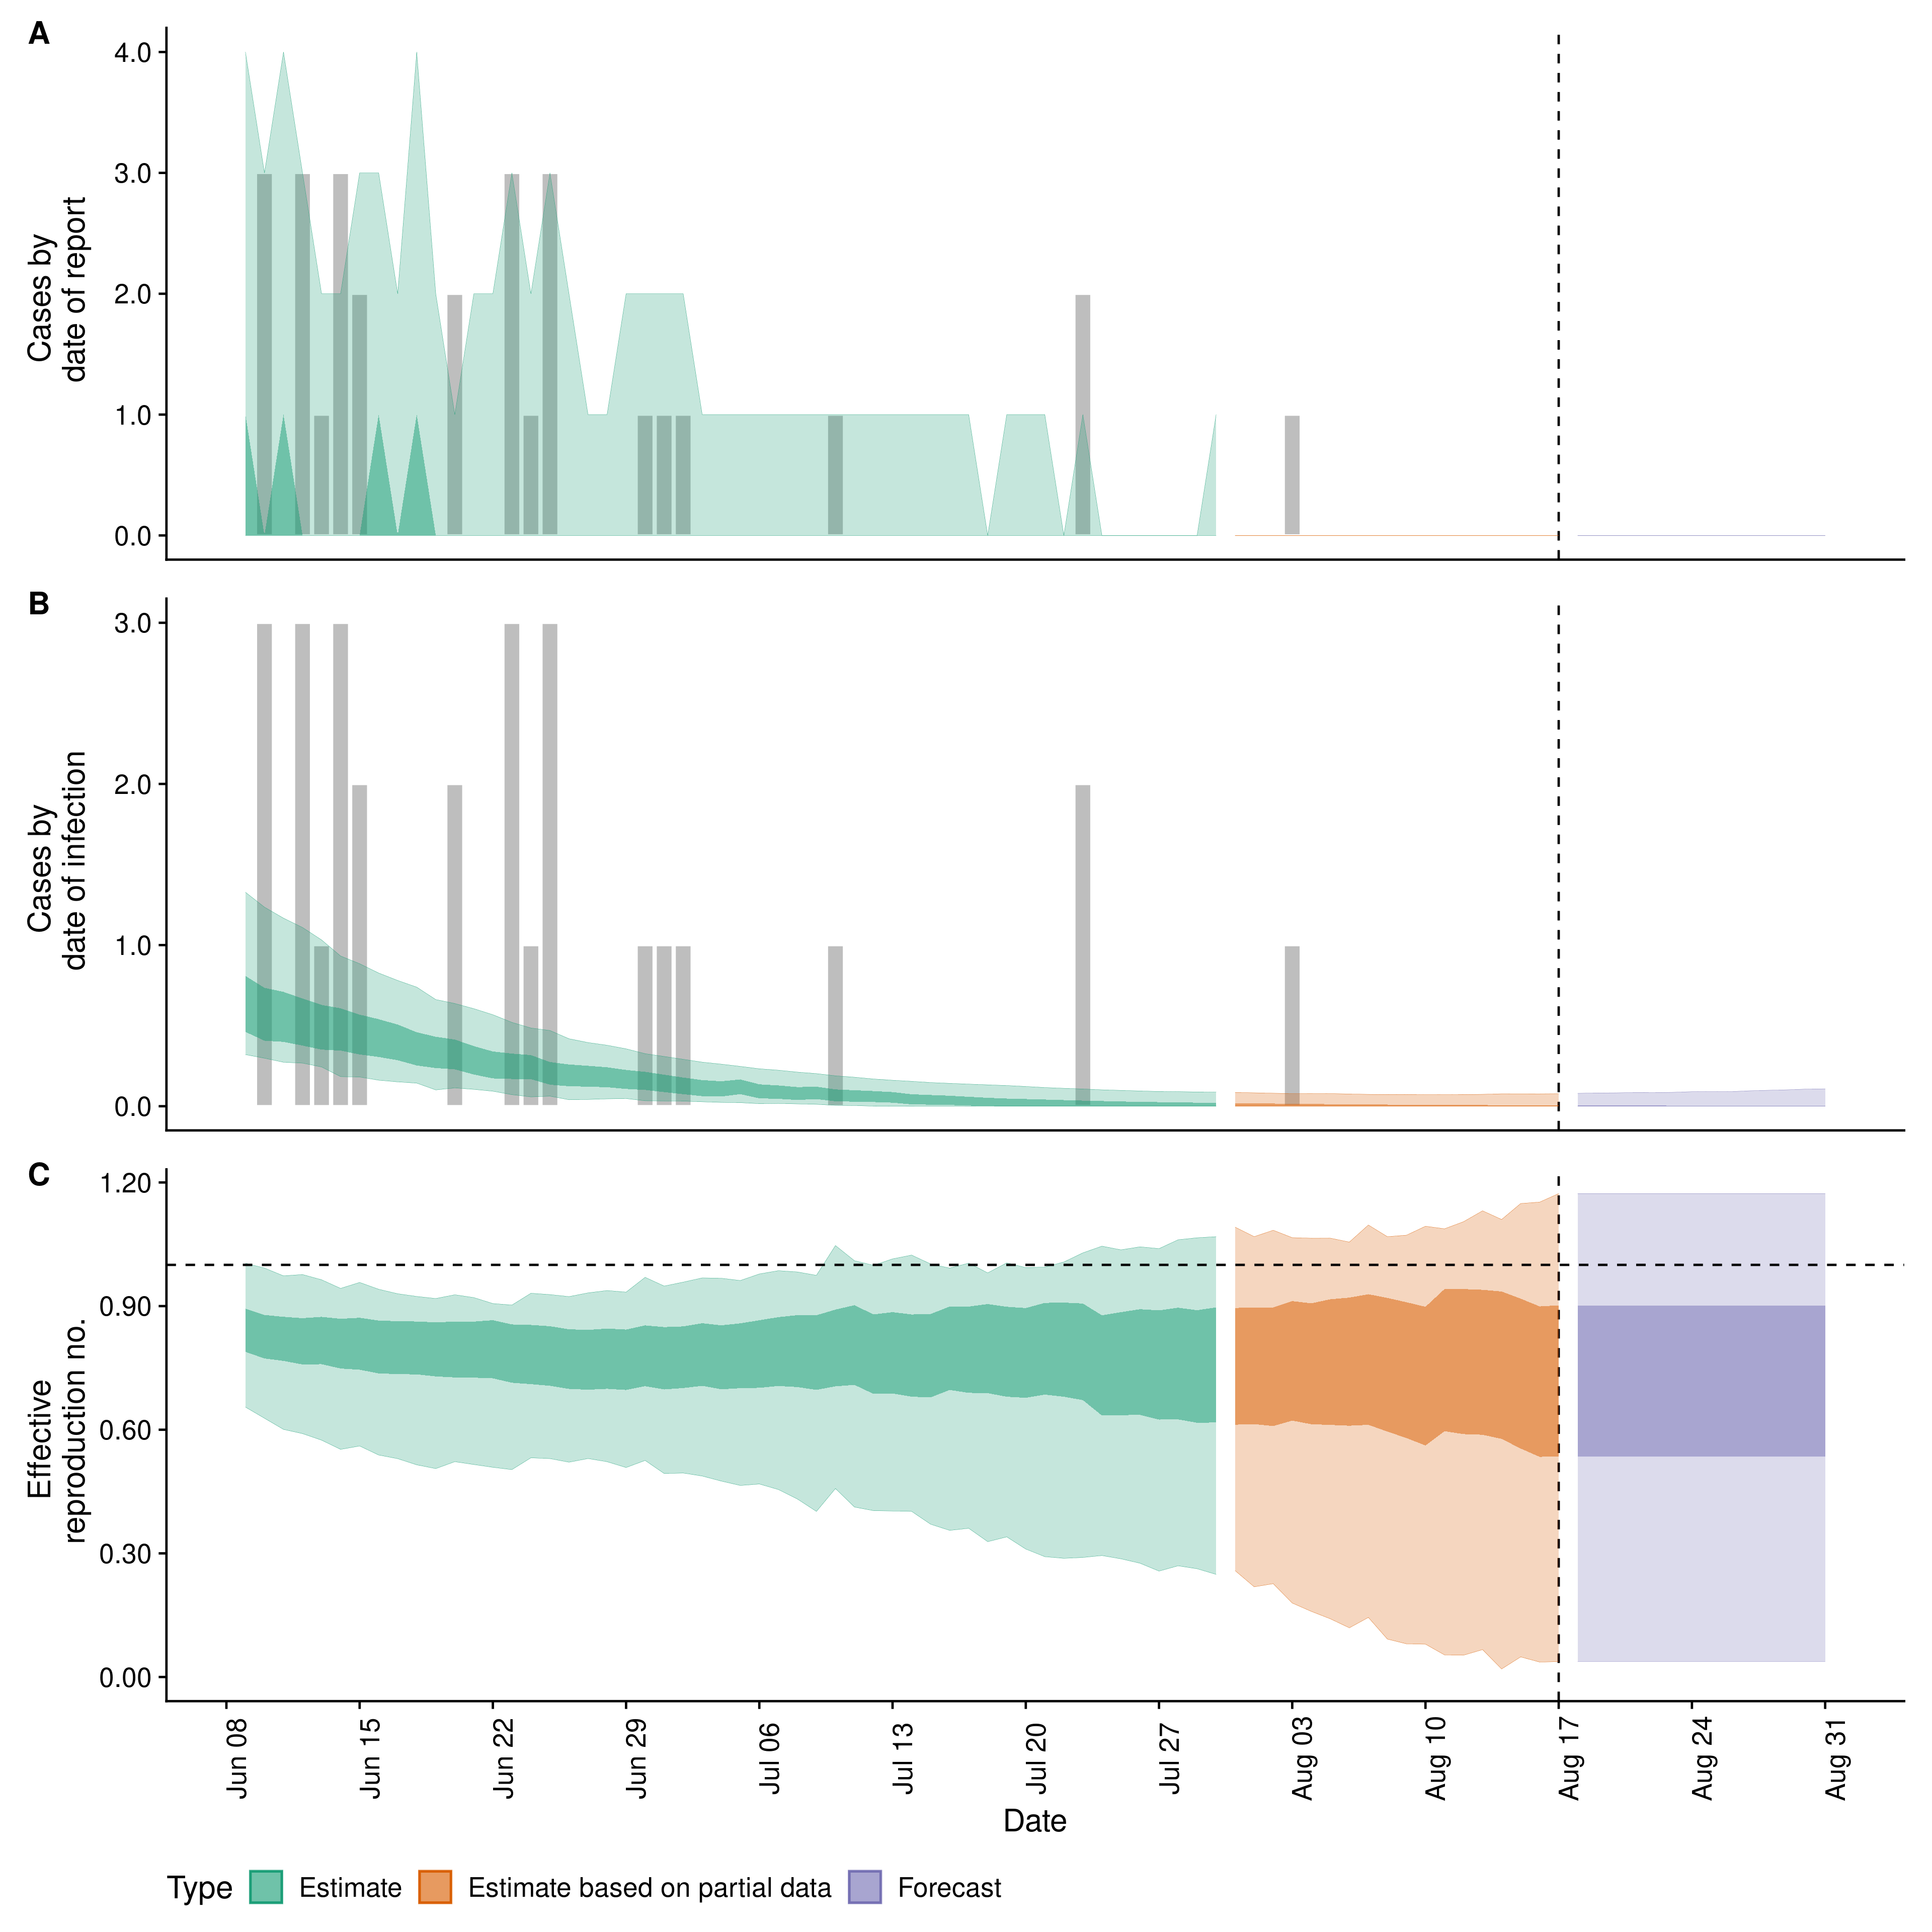 A
Cases by
date of report
4.0
3.0
2.0
1.0
0.0
B
Cases by
date of infection
3.0
2.0
1.0
0.0
C
Effective
reproduction no.
1.20
0.90
0.60
0.30
0.00
Jun 08
Jun 15
Jun 22
Jun 29
Jul 06
Jul 13
Jul 20
Jul 27
Aug 03
Aug 10
Aug 17
Aug 24
Aug 31
Date
Type Estimate Estimate based on partial data Forecast